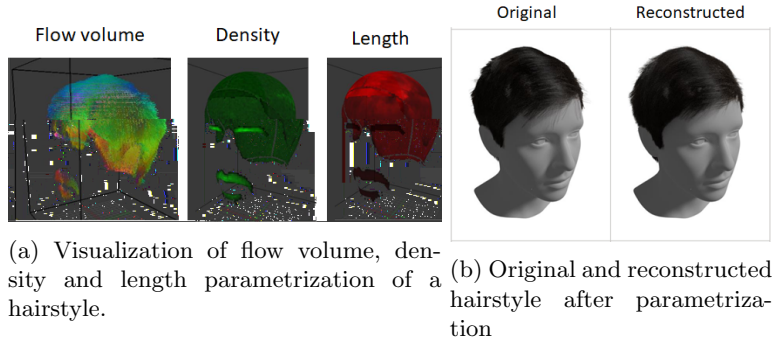 Flow volume
Density
Length
(a) Visualization of flow volume, den-
sity and length parametrization of a
hairstyle.
Original
Reconstructed
(b) Original and reconstructed
hairstyle after parametriza-
tion